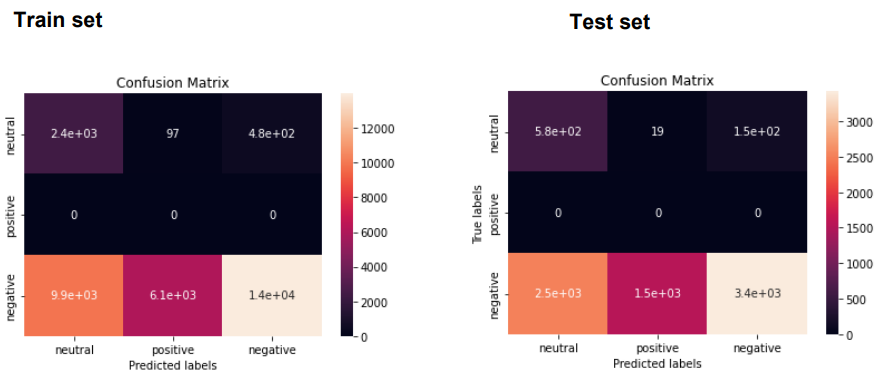 Train set
Test set
Confusion Matrix
neutral
positive
negative
2.4e+03 97 4.8e+02
0 0 0
9.9e+03 6.1e+03 1.4e+04
12000
10000
8000
6000
4000
2000
0
neutral positive negative
Predicted labels
Confusion Matrix
True labels
neutral
positive
negative
5.8e+02 19 1.5e+02
0 0 0
2.5e+03 1.5e+03 3.4e+03
3000
2500
2000
1500
1000
500
0
neutral positive negative
Predicted labels